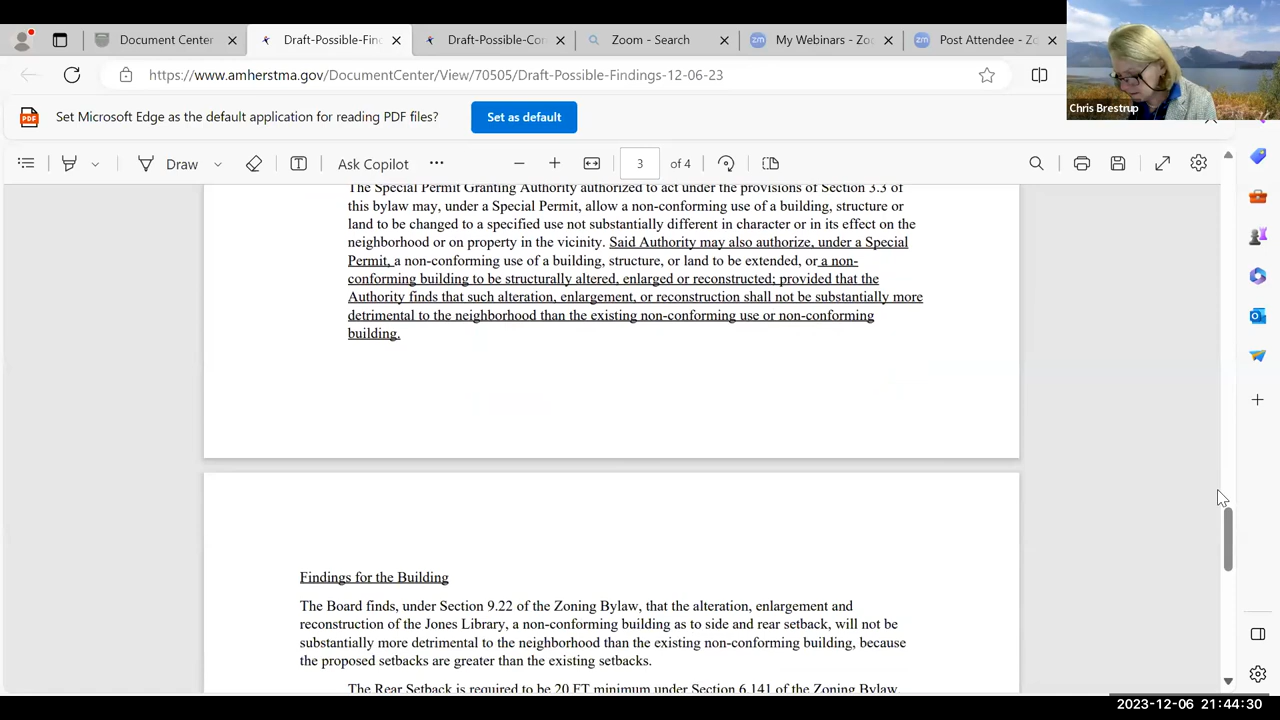 Document Center
Draft-Possible-Fin
Draft-Possible-Co
Zoom - Search
My Webinars - Zo
Post Attendee - Z
https://www.amherstma.gov/DocumentCenter/View/70505/Draft-Possible-Findings-12-06-23
Chris Brestrup
PDF
Set Microsoft Edge as the default application for reading PDF files?
Set as default
Draw
Ask Copilot
3
of 4
The Special Permit Granting Authority authorized to act under the provisions of Section 3.3 of
this bylaw may, under a Special Permit, allow a non-conforming use of a building, structure or
land to be changed to a specified use not substantially different in character or in its effect on the
neighborhood or on property in the vicinity. Said Authority may also authorize, under a Special
Permit, a non-conforming use of a building, structure, or land to be extended, or a non-
conforming building to be structurally altered, enlarged or reconstructed; provided that the
Authority finds that such alteration, enlargement, or reconstruction shall not be substantially more
detrimental to the neighborhood than the existing non-conforming use or non-conforming
building.
Findings for the Building
The Board finds, under Section 9.22 of the Zoning Bylaw, that the alteration, enlargement and
reconstruction of the Jones Library, a non-conforming building as to side and rear setback, will not be
substantially more detrimental to the neighborhood than the existing non-conforming building, because
the proposed setbacks are greater than the existing setbacks.
The Rear Setback is required to be 20 FT minimum under Section 6.141 of the Zoning Bylaw.
2023-12-06 21:44:30